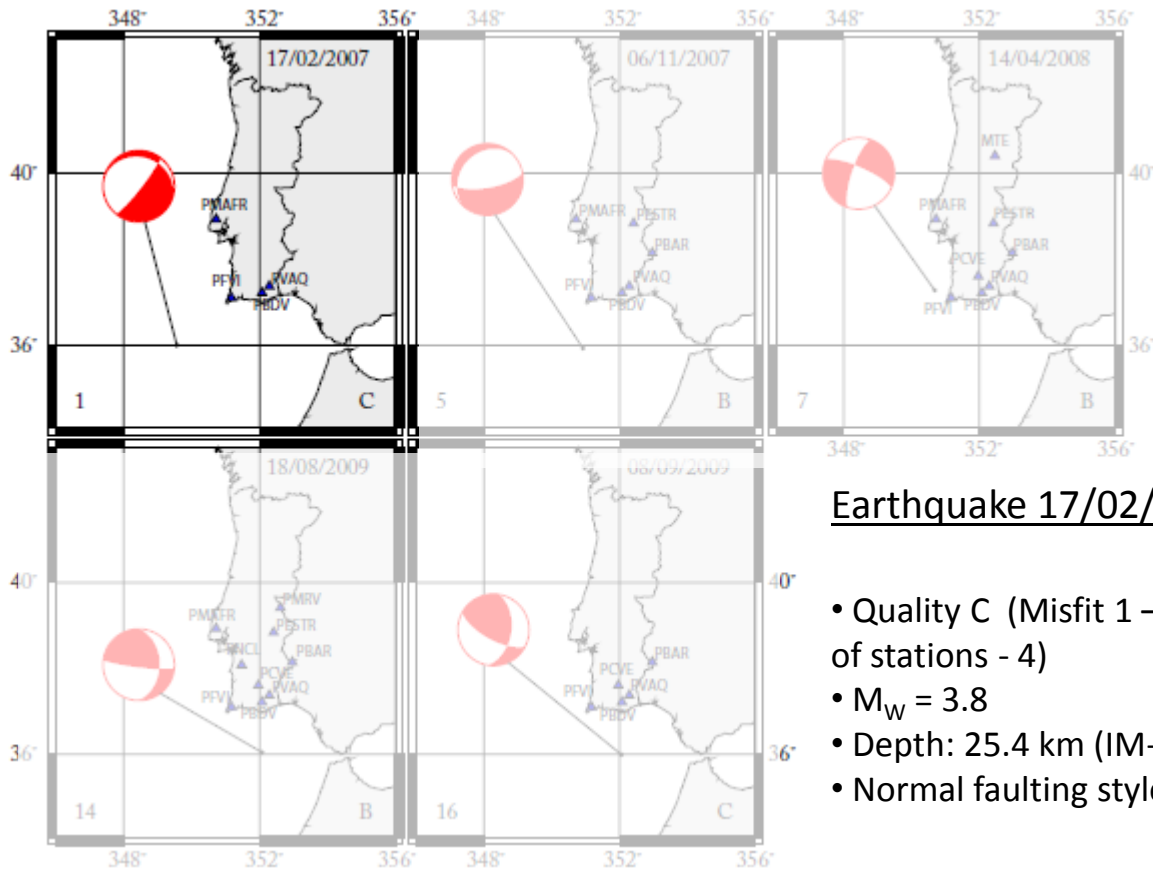 348° 352° 356° 348° 352° 356° 348° 352° 356°
17/02/2007 06/11/2007 14/04/2008
MTE
40° 40°
PMAFR PMAFR PESTR PMAFR PESTR
PBAR PBAR
PCVE
PFVI PVAQ PFVI PVAQ PVAQ
PBDV PBDV PFVI PBDV
36° 36°
1 C 5 B 7 B
348° 352° 356°
18/08/2009 08/09/2009
Earthquake 17/02/
40° 40°
PMRV
PMAFR PESTR
• Quality C (Misfit 1 –
PBAR PBAR
of stations - 4)
PCVE PCVE
PFVI PVAQ PFVI PVAQ
• MW = 3.8
PBDV PBDV
36° 36°
• Depth: 25.4 km (IM-
• Normal faulting style
14 B 16 C
348° 352° 356° 348° 352° 356°